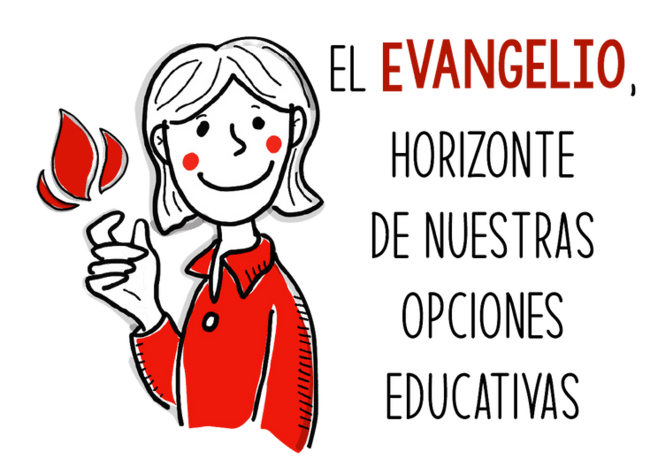 EL EVANGELIO,
HORIZONTE
DE NUESTRAS
OPCIONES
EDUCATIVAS